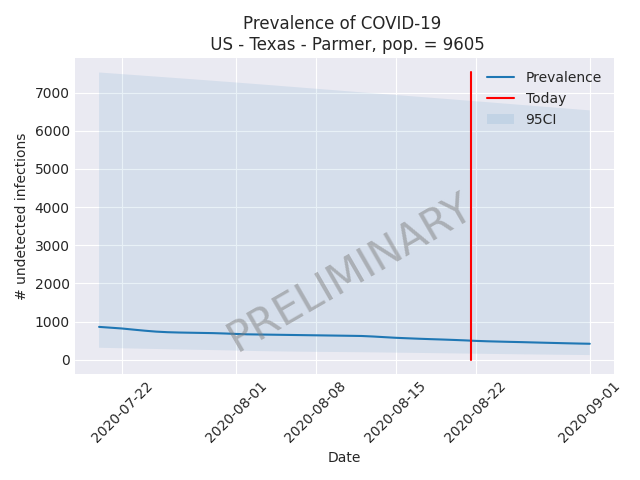 Prevalence of COVID-19
US - Texas - Parmer, pop. = 9605
Prevalence
Today
95CI
7000
6000
5000
4000
3000
2000
1000
0
# undetected infections
PRELIMINARY
2020-07-22
2020-08-01
2020-08-08
2020-08-15
2020-08-22
2020-09-01
Date